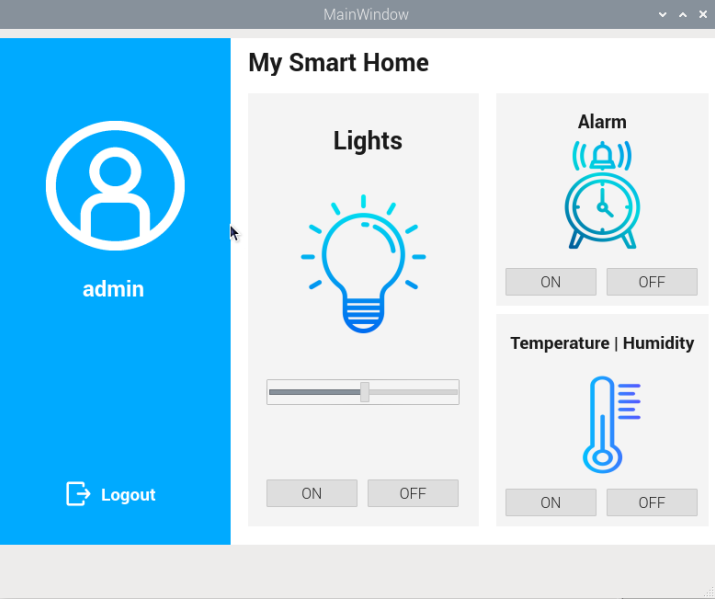 MainWindow
My Smart Home
admin
Logout
Lights
ON OFF
Alarm
ON OFF
Temperature | Humidity
ON OFF